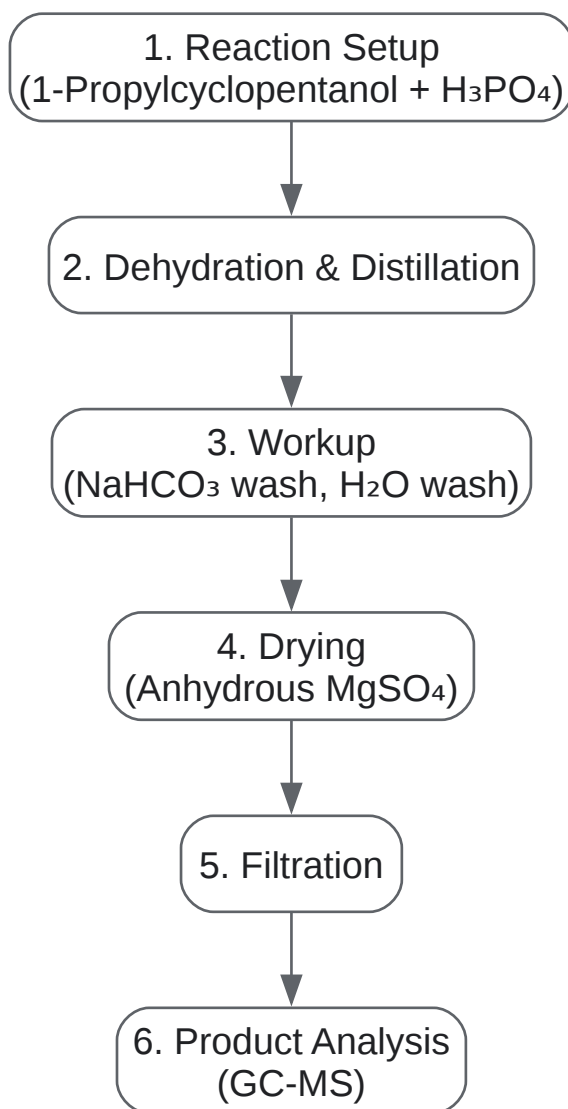 1. Reaction Setup
(1-Propylcyclopentanol + H₃PO₄)
2. Dehydration & Distillation
3. Workup
(NaHCO₃ wash, H₂O wash)
4. Drying
(Anhydrous MgSO₄)
5. Filtration
6. Product Analysis
(GC-MS)